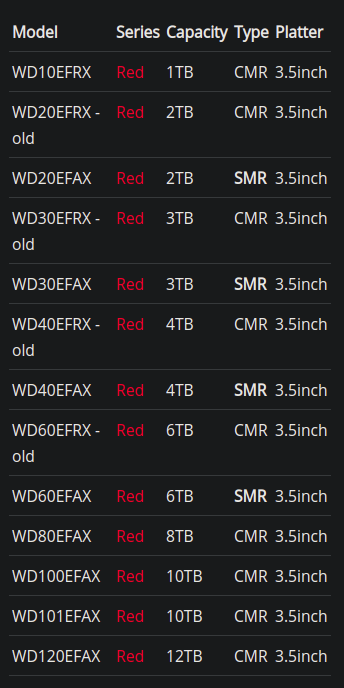 Model Series Capacity Type Platter
WD10EFRX Red 1TB CMR 3.5inch
WD20EFRX - Red 2TB CMR 3.5inch
old
WD20EFAX Red 2TB SMR 3.5inch
WD30EFRX - Red 3TB CMR 3.5inch
old
WD30EFAX Red 3TB SMR 3.5inch
WD40EFRX - Red 4TB CMR 3.5inch
old
WD40EFAX Red 4TB SMR 3.5inch
WD60EFRX - Red 6TB CMR 3.5inch
old
WD60EFAX Red 6TB SMR 3.5inch
WD80EFAX Red 8TB CMR 3.5inch
WD100EFAX Red 10TB CMR 3.5inch
WD101EFAX Red 10TB CMR 3.5inch
WD120EFAX Red 12TB CMR 3.5inch